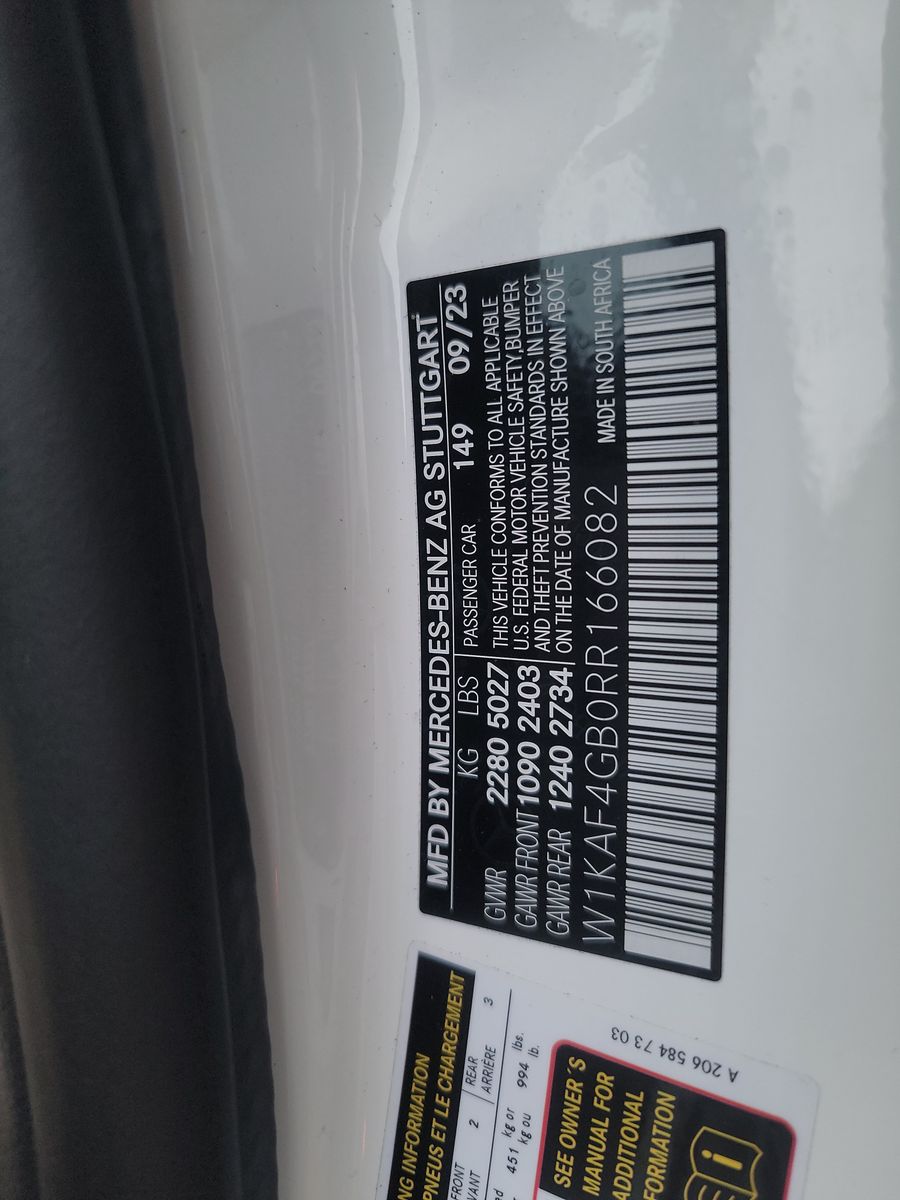 MFD BY MERCEDES-BENZ AG STUTTGART
KG LBS PASSENGER CAR 149 09/23
GVWR 2280 5027 THIS VEHICLE CONFORMS TO ALL APPLICABLE
GAWR FRONT 1090 2403 U.S. FEDERAL MOTOR VEHICLE SAFETY,BUMPER
AND THEFT PREVENTION STANDARDS IN EFFECT
GAWR REAR 1240 2734 ON THE DATE OF MANUFACTURE SHOWN ABOVE
W1KAF4GB0RR166082 MADE IN SOUTH AFRICA
INFORMATION
PNEUS ET LE CHARGEMENT
FRONT 2 REAR 3
ARRIÈRE
451 kg or 994 lbs.
kg ou lb.
SEE OWNER'S
MANUAL FOR
ADDITIONAL
A 206 584 73 03